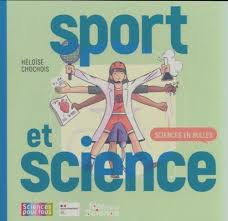 sport
HÉLOÏSE
CHOCHOIS
SCIENCES EN BULLES
et
science
Sciences
pour tous